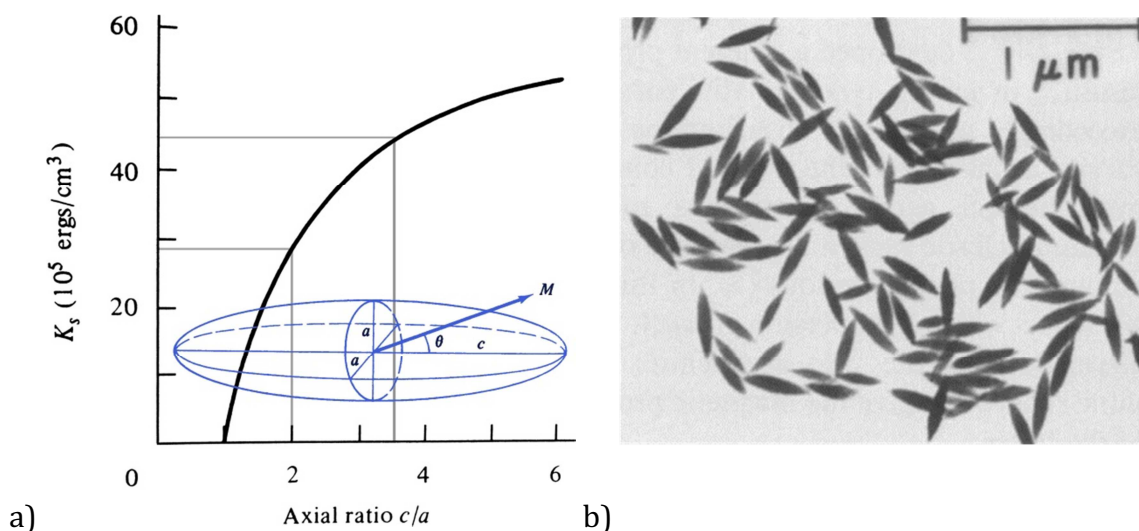 60
40
20
0
2
4
6
K_s (10^5 ergs/cm^3)
Axial ratio c/a
a
a
c
θ
M
a)
1 μm
b)